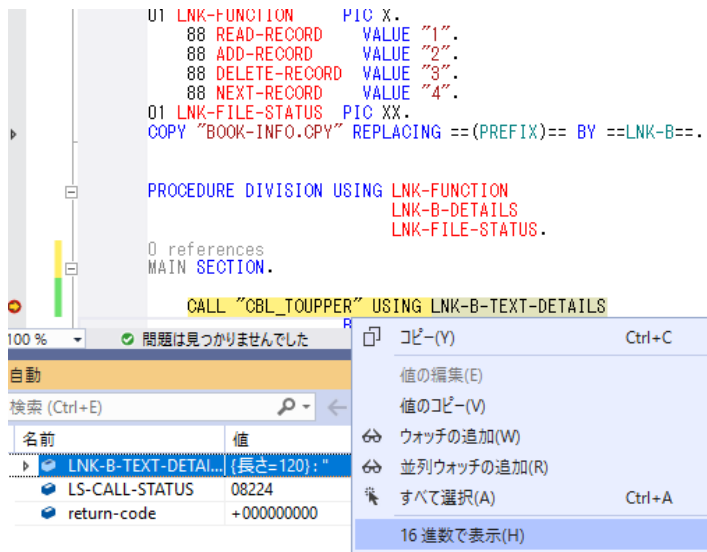 01 LNK-FUNCTION PIC X.
88 READ-RECORD VALUE "1".
88 ADD-RECORD VALUE "2".
88 DELETE-RECORD VALUE "3".
88 NEXT-RECORD VALUE "4".
01 LNK-FILE-STATUS PIC XX.
COPY "BOOK-INFO.CPY" REPLACING ==(PREFIX)== BY ==LNK-B==.
PROCEDURE DIVISION USING LNK-FUNCTION
LNK-B-DETAILS
LNK-FILE-STATUS.
0 references
MAIN SECTION.
CALL "CBL_TOUPPER" USING LNK-B-TEXT-DETAILS
100 %
問題は見つかりませんでした
自動
検索 (Ctrl+E)
名前 値
LNK-B-TEXT-DETAI... {長さ=120}:"
LS-CALL-STATUS 08224
return-code +000000000
コピー(Y) Ctrl+C
値の編集(E)
値のコピー(V)
ウォッチの追加(W)
並列ウォッチの追加(R)
すべて選択(A) Ctrl+A
16 進数で表示(H)